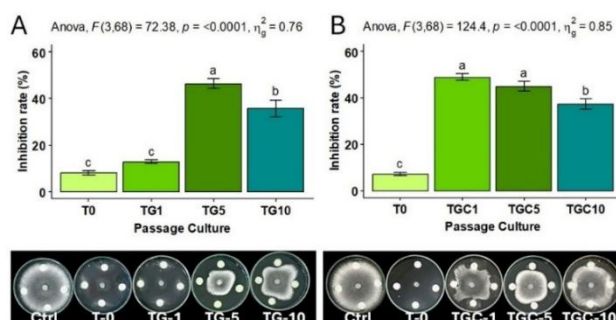 A
Anova, F(3,68) = 72.38, p = <0.0001, η²g = 0.76
Inhibition rate (%)
60
40
20
0
c
c
a
b
T0 TG1 TG5 TG10
Passage Culture
Ctrl T-0 TG-1 TG-5 TG-10
B
Anova, F(3,68) = 124.4, p = <0.0001, η²g = 0.85
Inhibition rate (%)
60
40
20
0
c
a
a
b
T0 TGC1 TGC5 TGC10
Passage Culture
Ctrl T-0 TGC-1 TGC-5 TGC-10